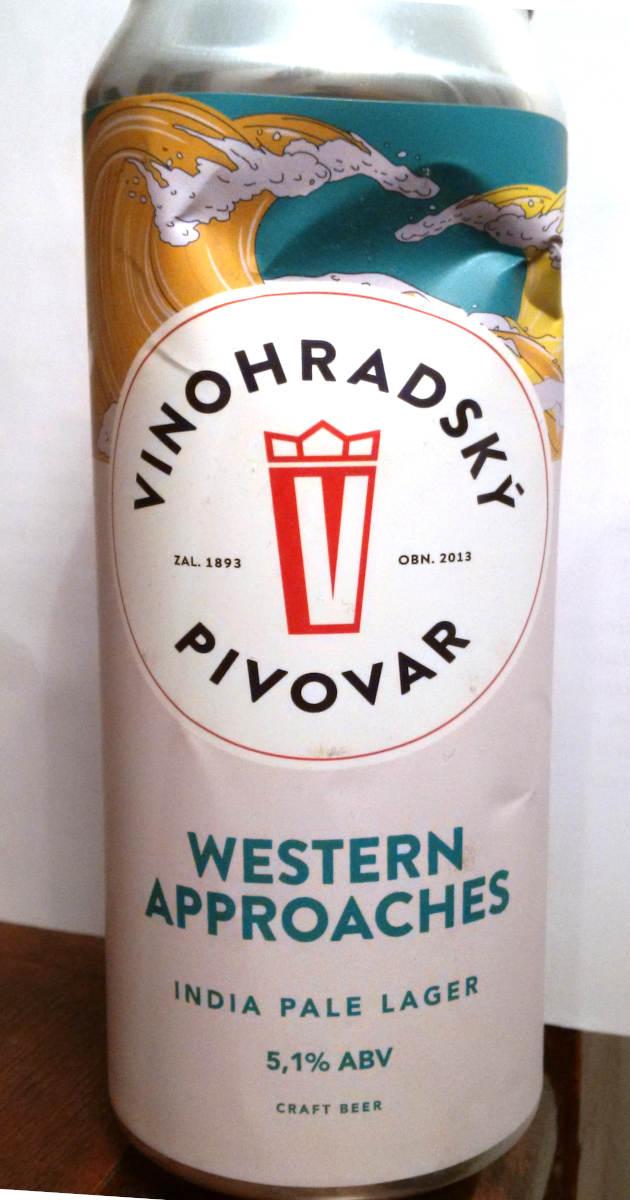 VINOHRADSKÝ
ZAL. 1893
OBN. 2013
PIVOVAR
WESTERN
APPROACHES
INDIA PALE LAGER
5,1% ABV
CRAFT BEER